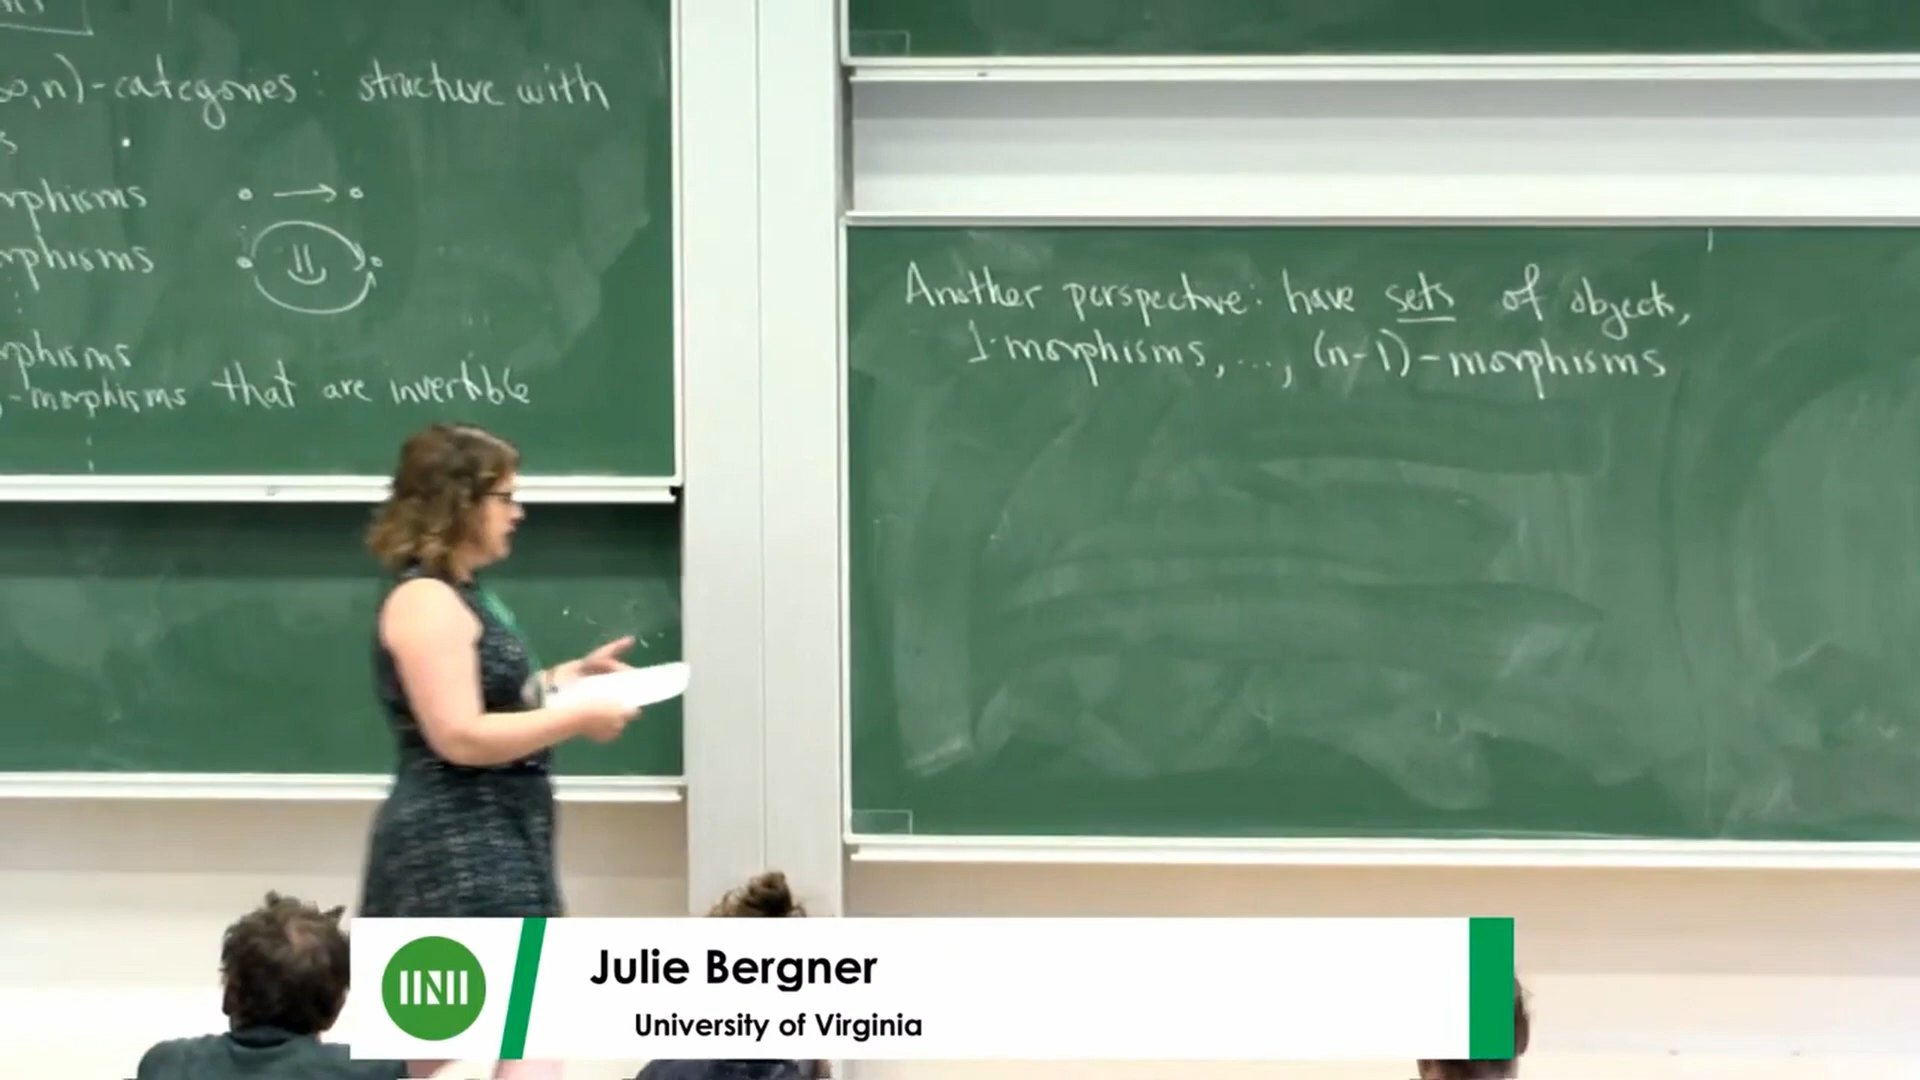 ∞,n)-categories: structure with
s
rphisms
rphisms
rphisms
-morphisms that are invertible
Another perspective: have sets of objects,
1-morphisms, ..., (n-1)-morphisms
Julie Bergner
University of Virginia